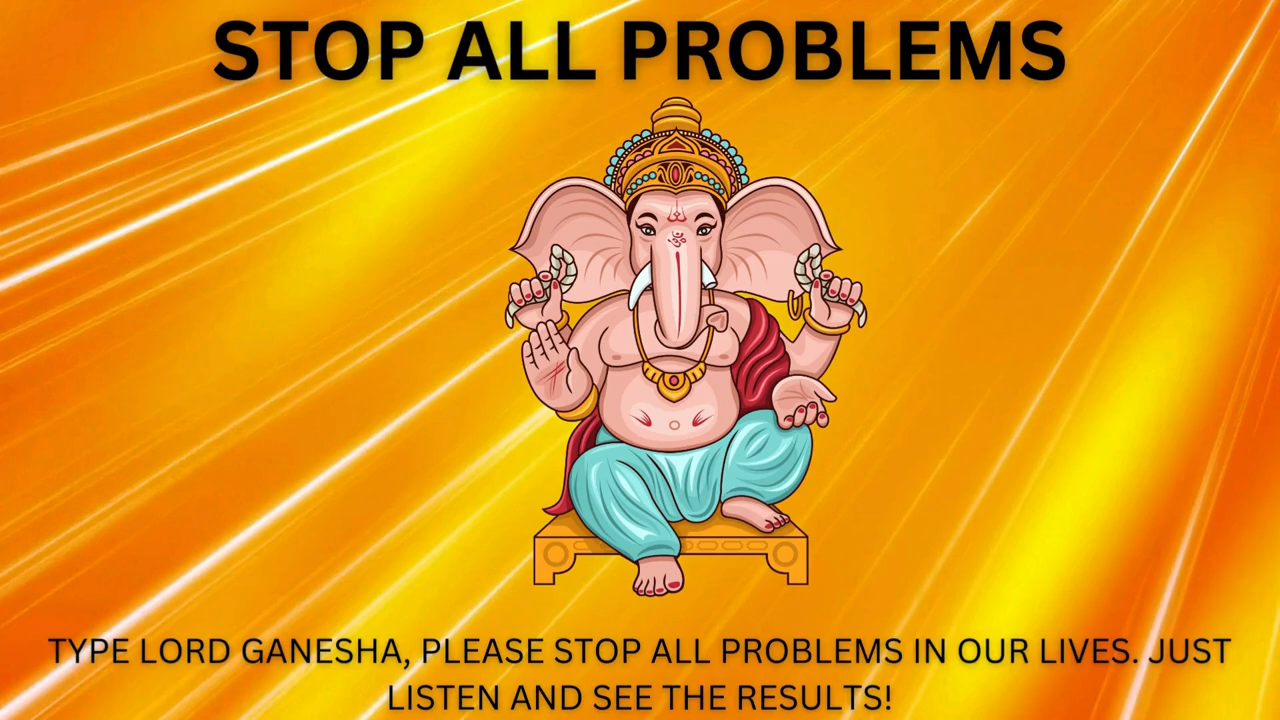 STOP ALL PROBLEMS
TYPE LORD GANESHA, PLEASE STOP ALL PROBLEMS IN OUR LIVES. JUST
LISTEN AND SEE THE RESULTS!